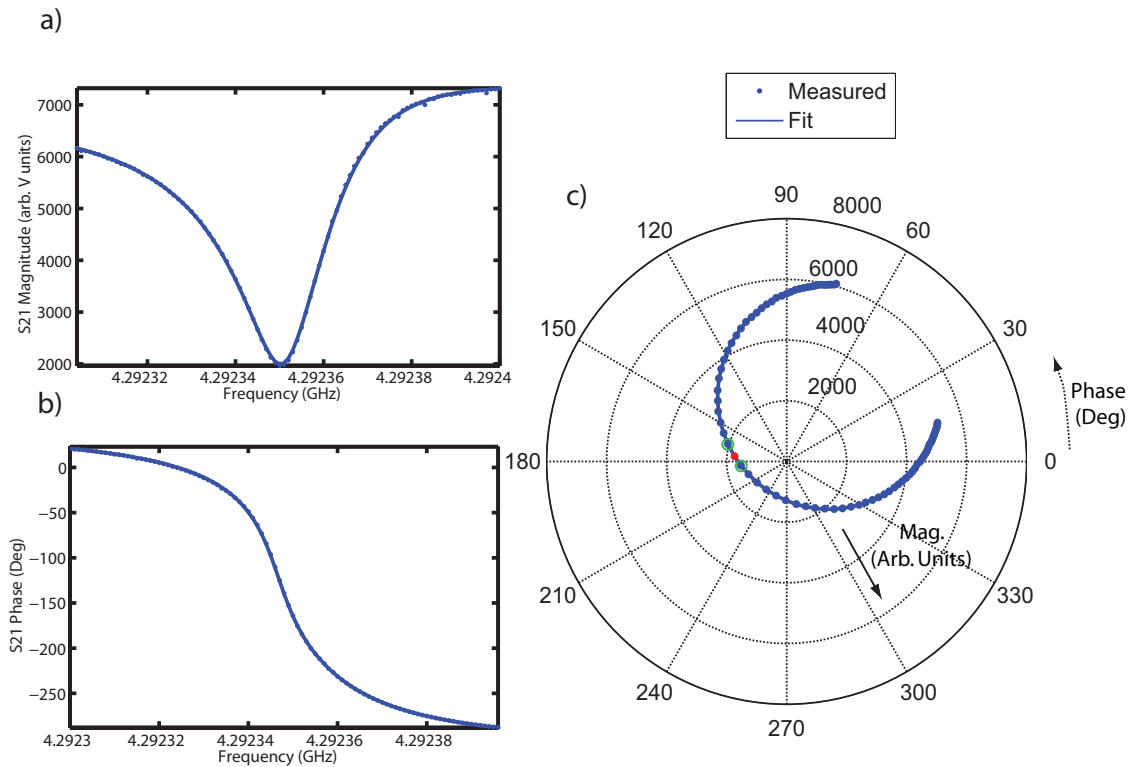 a)
S21 Magnitude (arb. V units)
7000
6000
5000
4000
3000
2000
4.29232
4.29234
4.29236
4.29238
4.2924
Frequency (GHz)
b)
S21 Phase (Deg)
0
−50
−100
−150
−200
−250
4.2923
4.29232
4.29234
4.29236
4.29238
Frequency (GHz)
Measured
Fit
c)
90
8000
120
60
6000
150
4000
30
2000
Phase
(Deg)
180
0
Mag.
(Arb. Units)
210
330
240
300
270